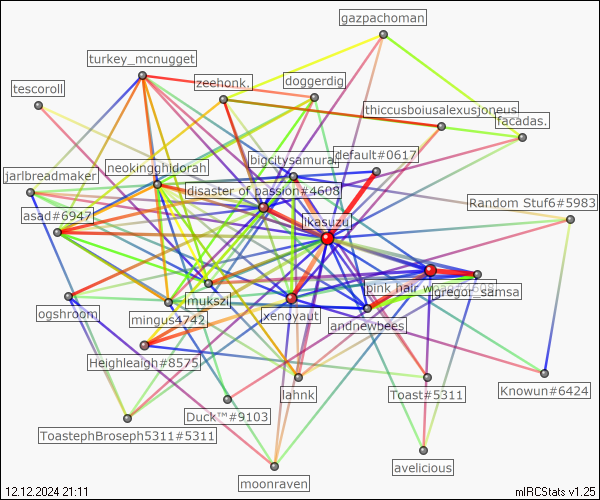 gazpachoman
turkey_mcnugget
zeehonk.
doggerdig
tescoroll
thiccusboiusalexusjoneus
facadas.
default#0617
bigcitysamurai
neokingghidorah
jarlbreadmaker
disaster of passion#4608
Random Stuf6#5983
asad#6947
ikasuzu
pink hair
gregor_samsa
mukszi
ogshroom
xenoyaut
mingus4742
andnewbees
Heighleaigh#8575
lahnk
Toast#5311
Knowun#6424
Duck™#9103
ToastephBroseph5311#5311
avelicious
moonraven
12.12.2024 21:11
mIRCStats v1.25